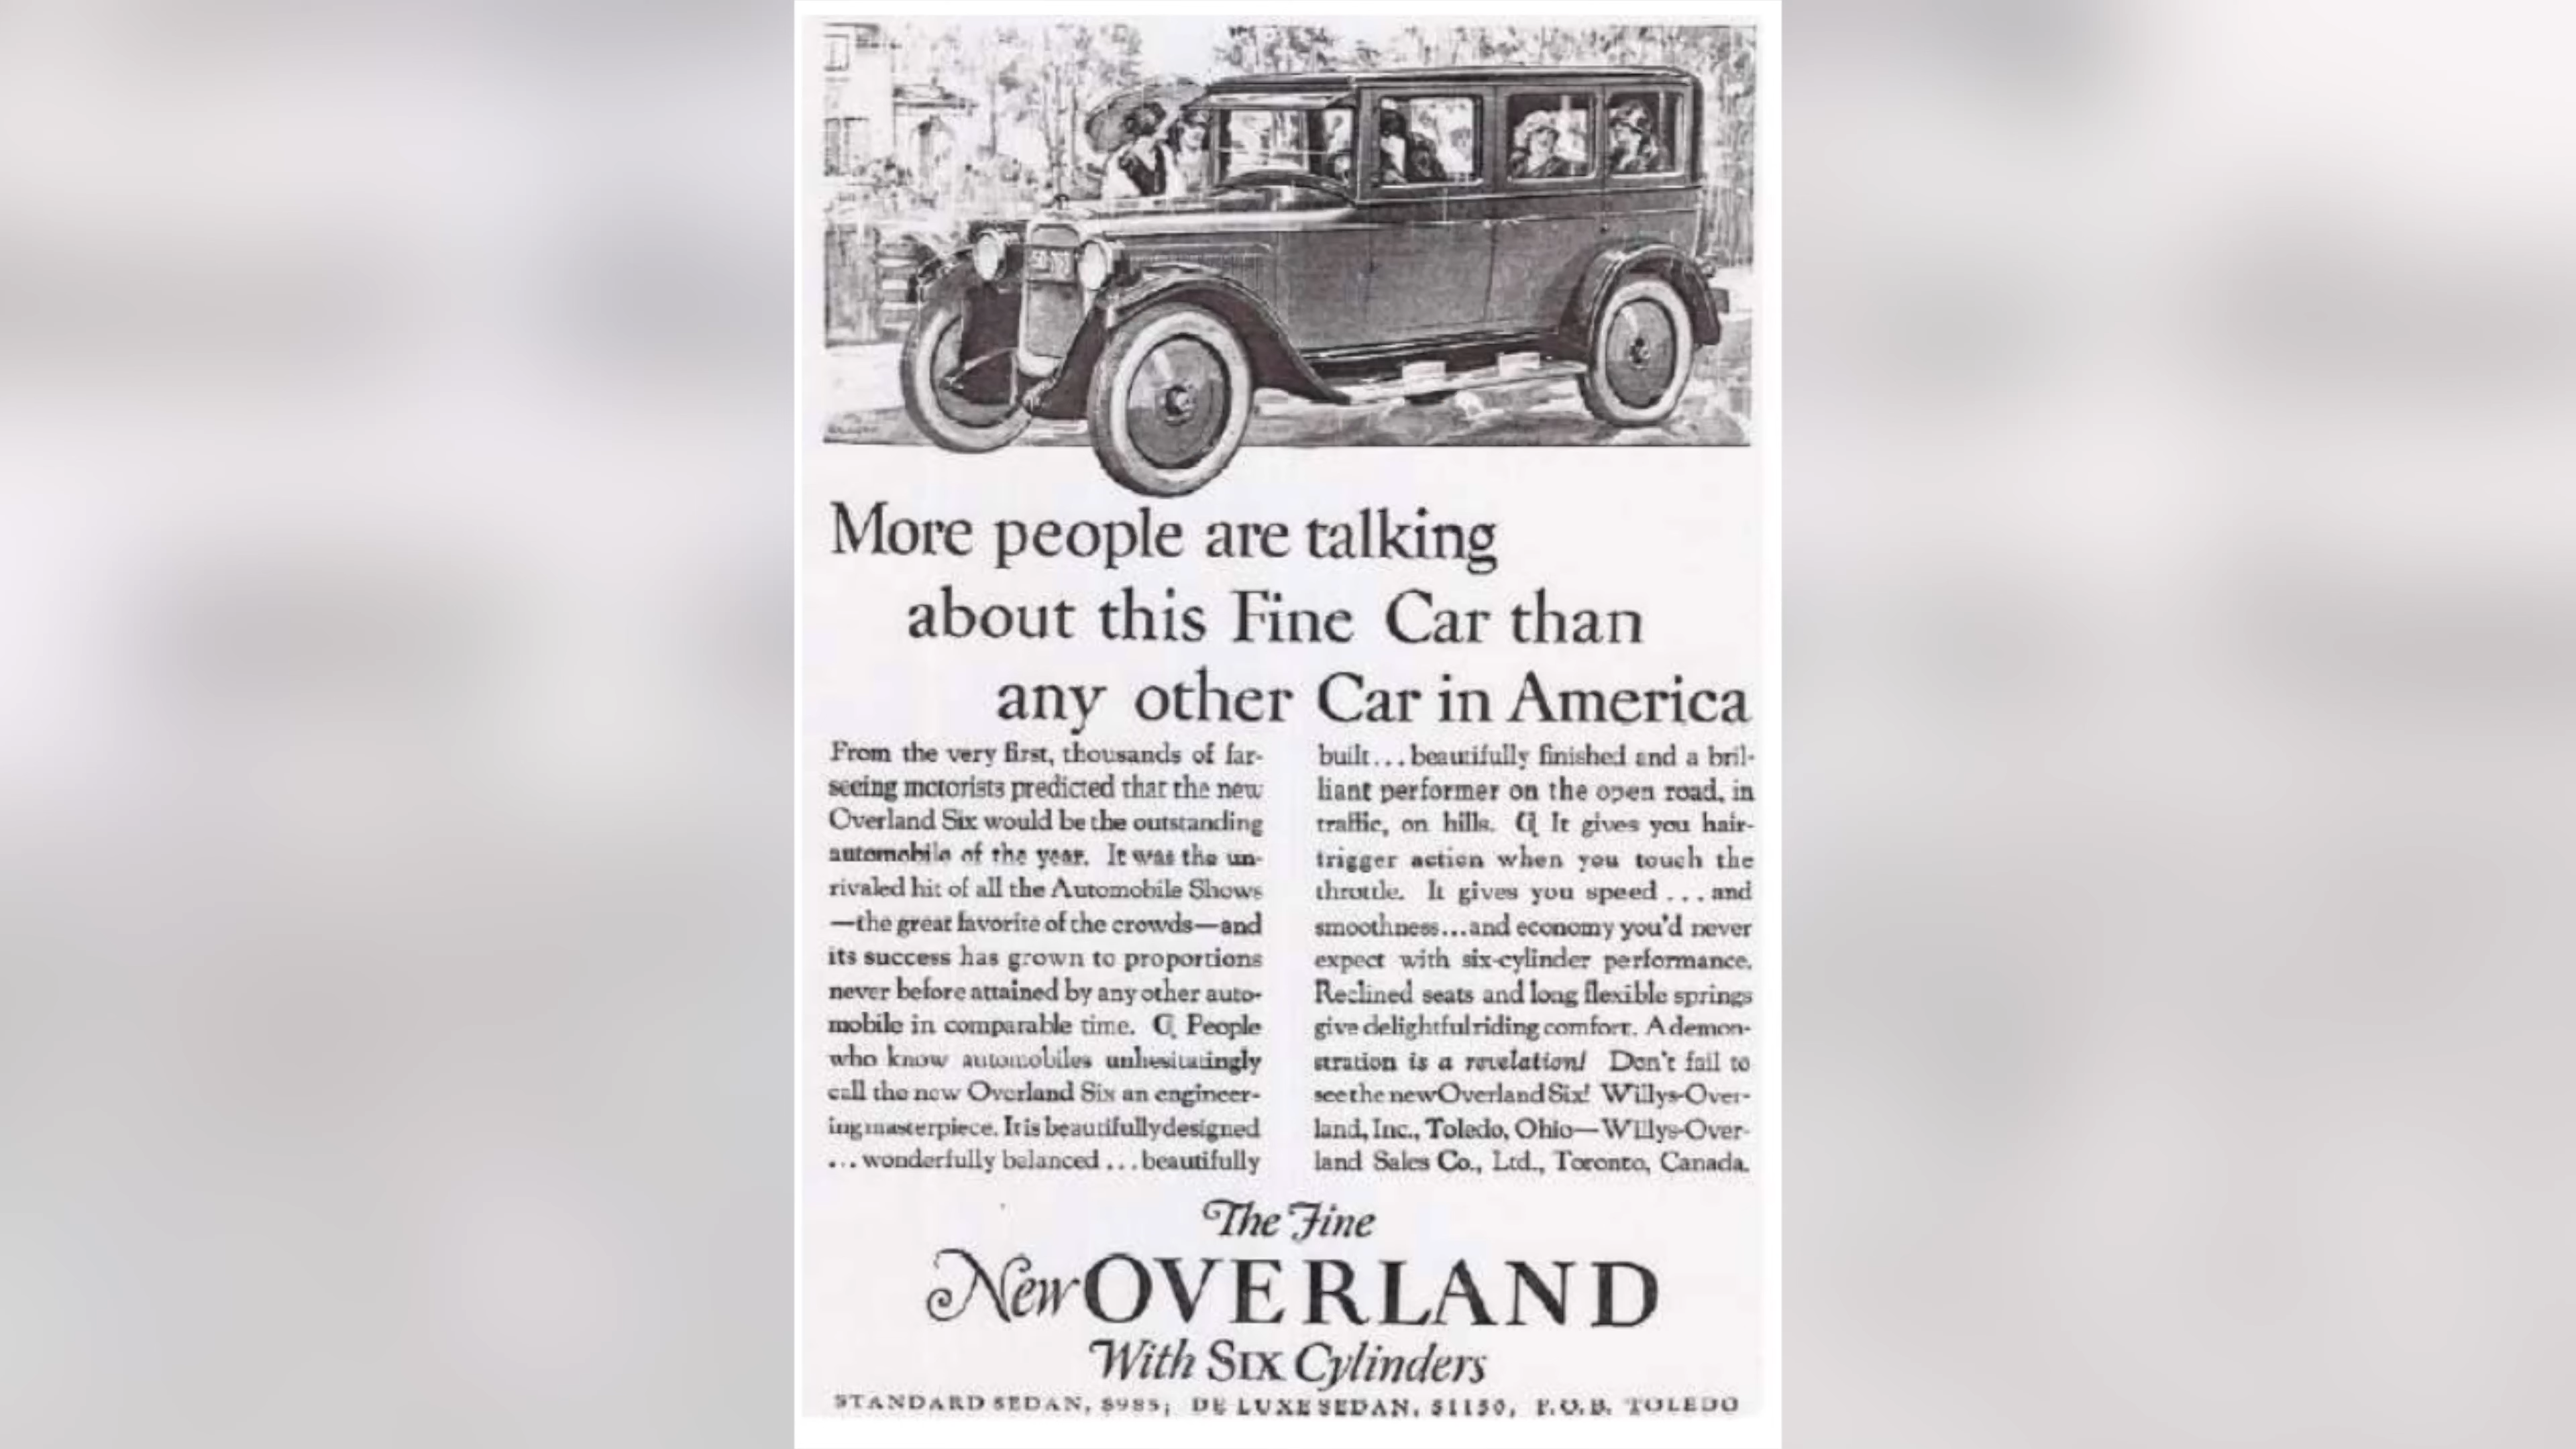 More people are talking
about this Fine Car than
any other Car in America
From the very first, thousands of far-
seeing motorists predicted that the new
Overland Six would be the outstanding
automobile of the year. It was the un-
rivaled hit of all the Automobile Shows
—the great favorite of the crowds—and
its success has grown to proportions
never before attained by any other auto-
mobile in comparable time. ¶ People
who know automobiles unhesitatingly
call the new Overland Six an engineer-
ing masterpiece. It is beautifully designed
... wonderfully balanced ... beautifully
built ... beautifully finished and a bril-
liant performer on the open road, in
traffic, on hills. ¶ It gives you hair-
trigger action when you touch the
throttle. It gives you speed ... and
smoothness ... and economy you'd never
expect with six-cylinder performance.
Reclined seats and long flexible springs
give delightful riding comfort. A demon-
stration is a revelation! Don't fail to
see the new Overland Six! Willys-Over-
land, Inc., Toledo, Ohio—Willys-Over-
land Sales Co., Ltd., Toronto, Canada.
The Fine
New OVERLAND
With SIX Cylinders
STANDARD SEDAN, $985; DE LUXE SEDAN, $1150, F.O.B. TOLEDO